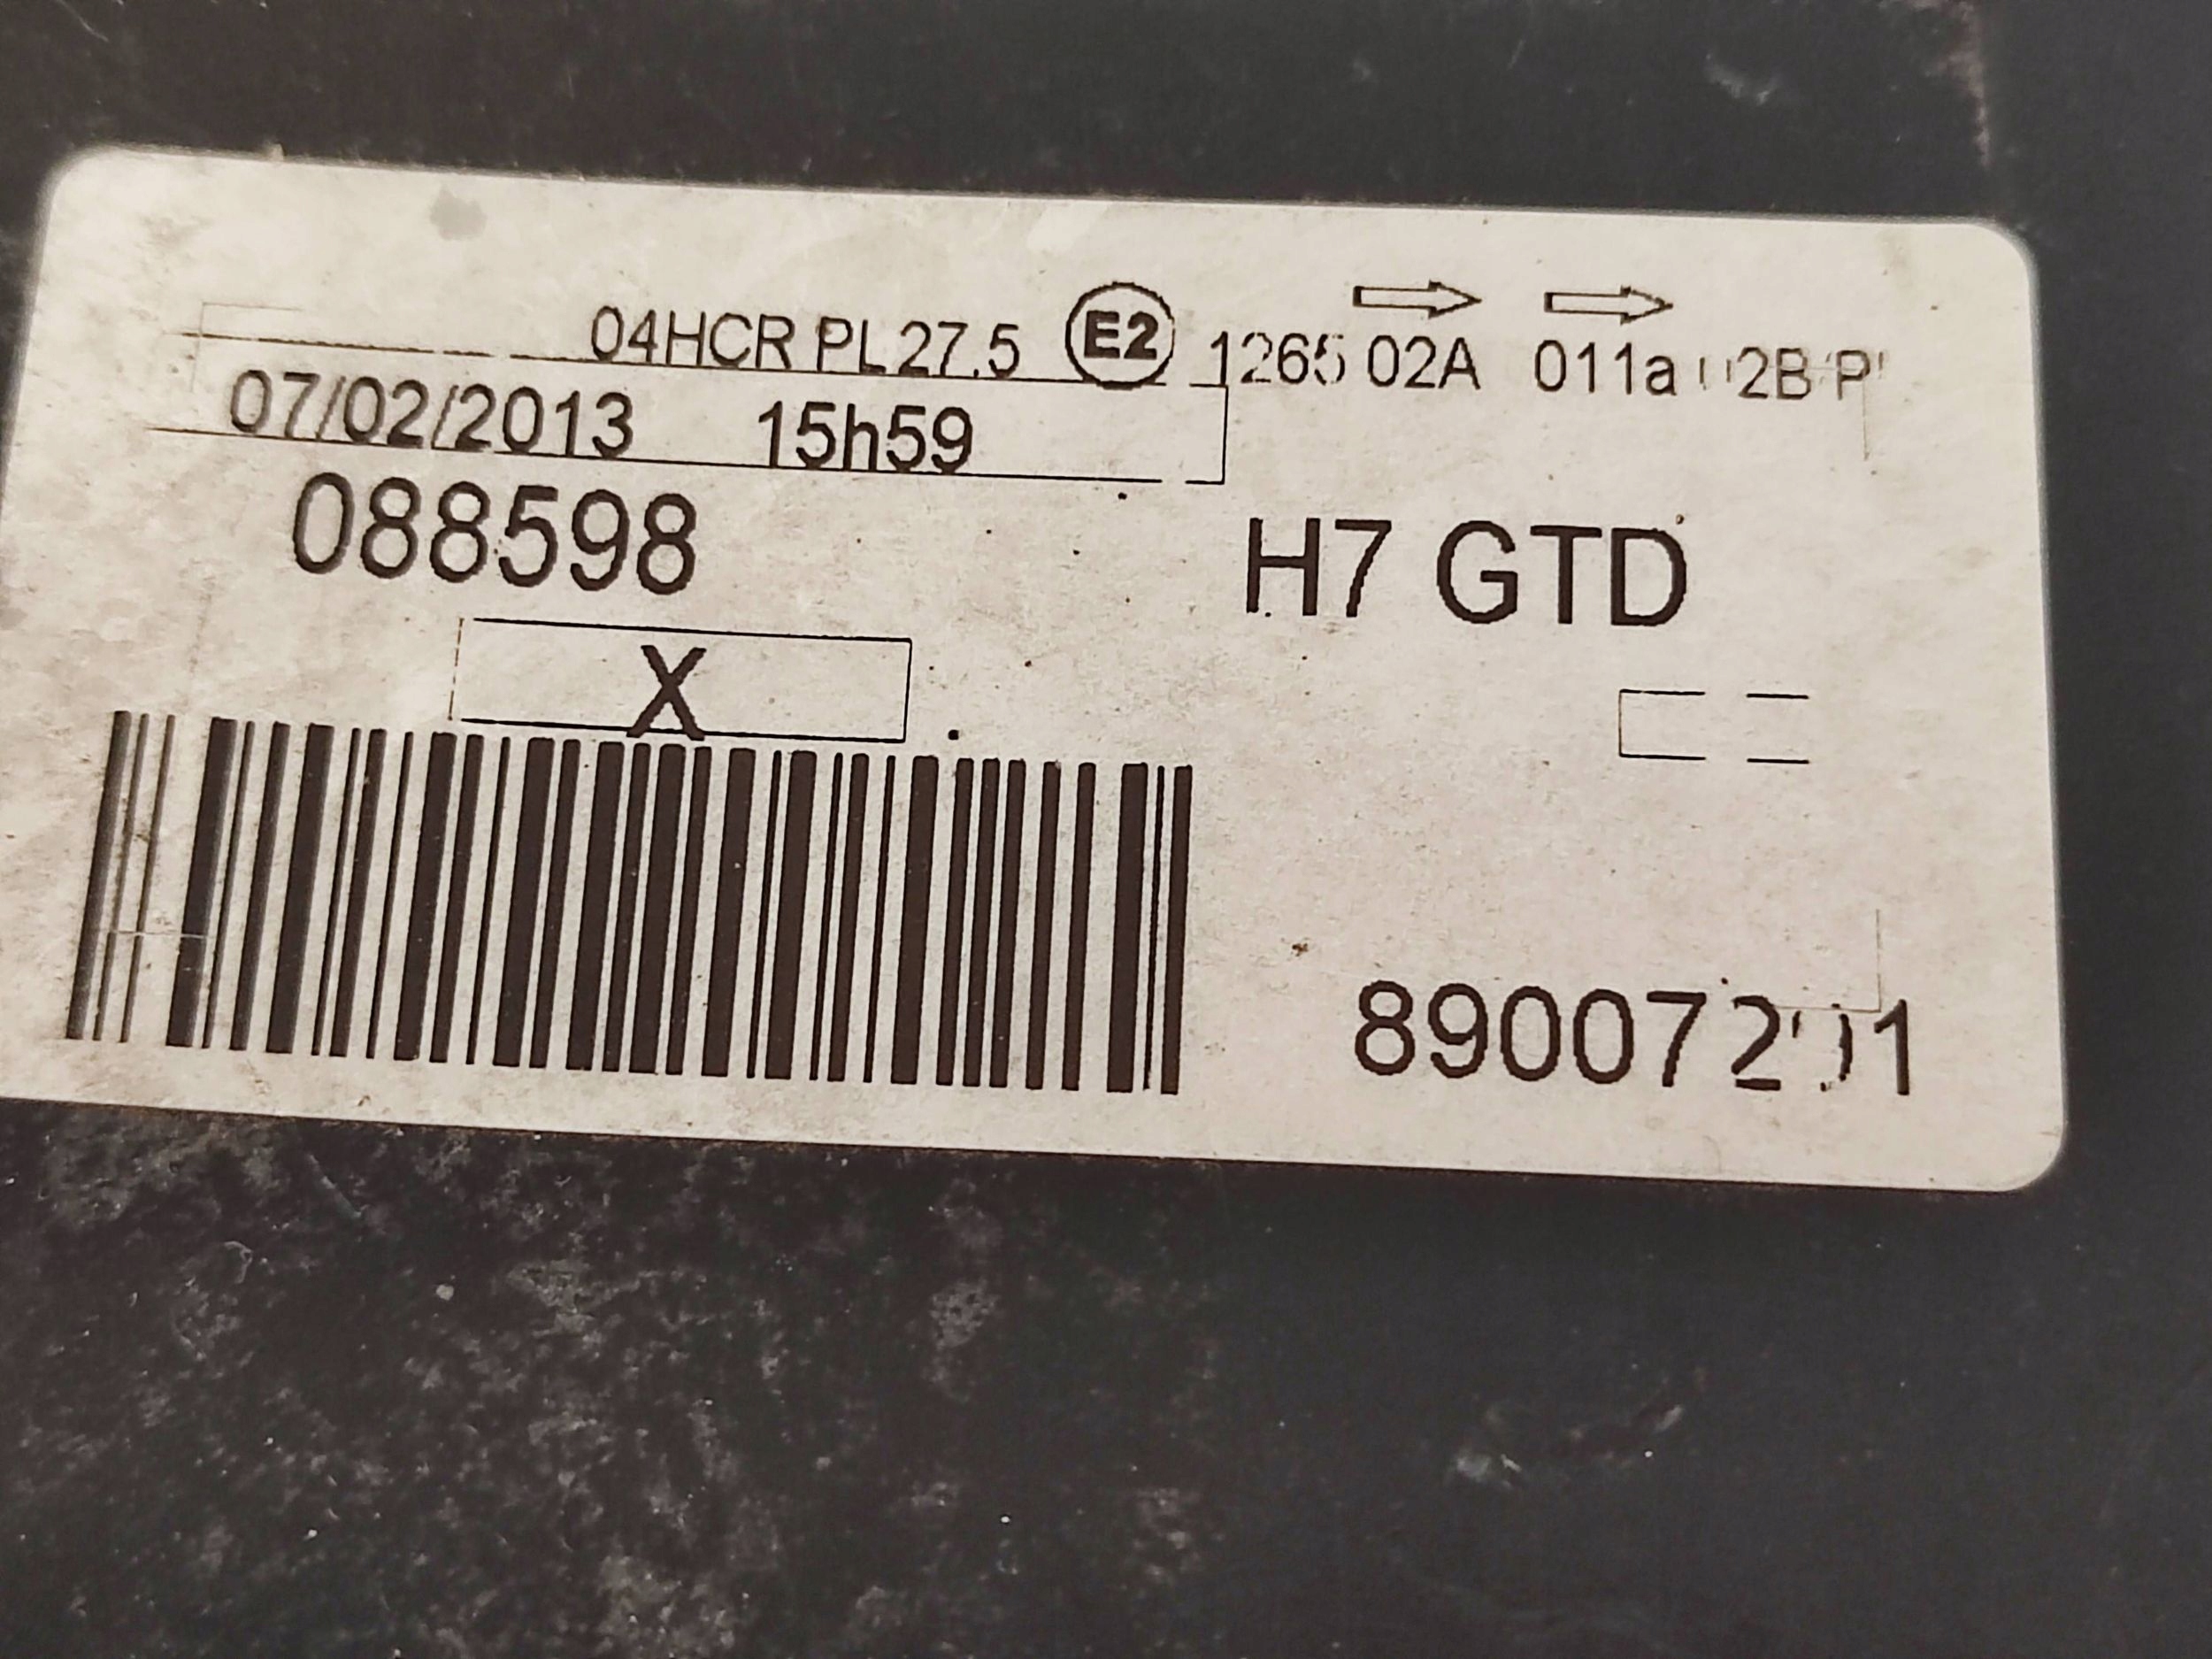 04HCR PL 27.5 E2 1265 02A 011a
07/02/2013 15h59
088598
H7 GTD
X